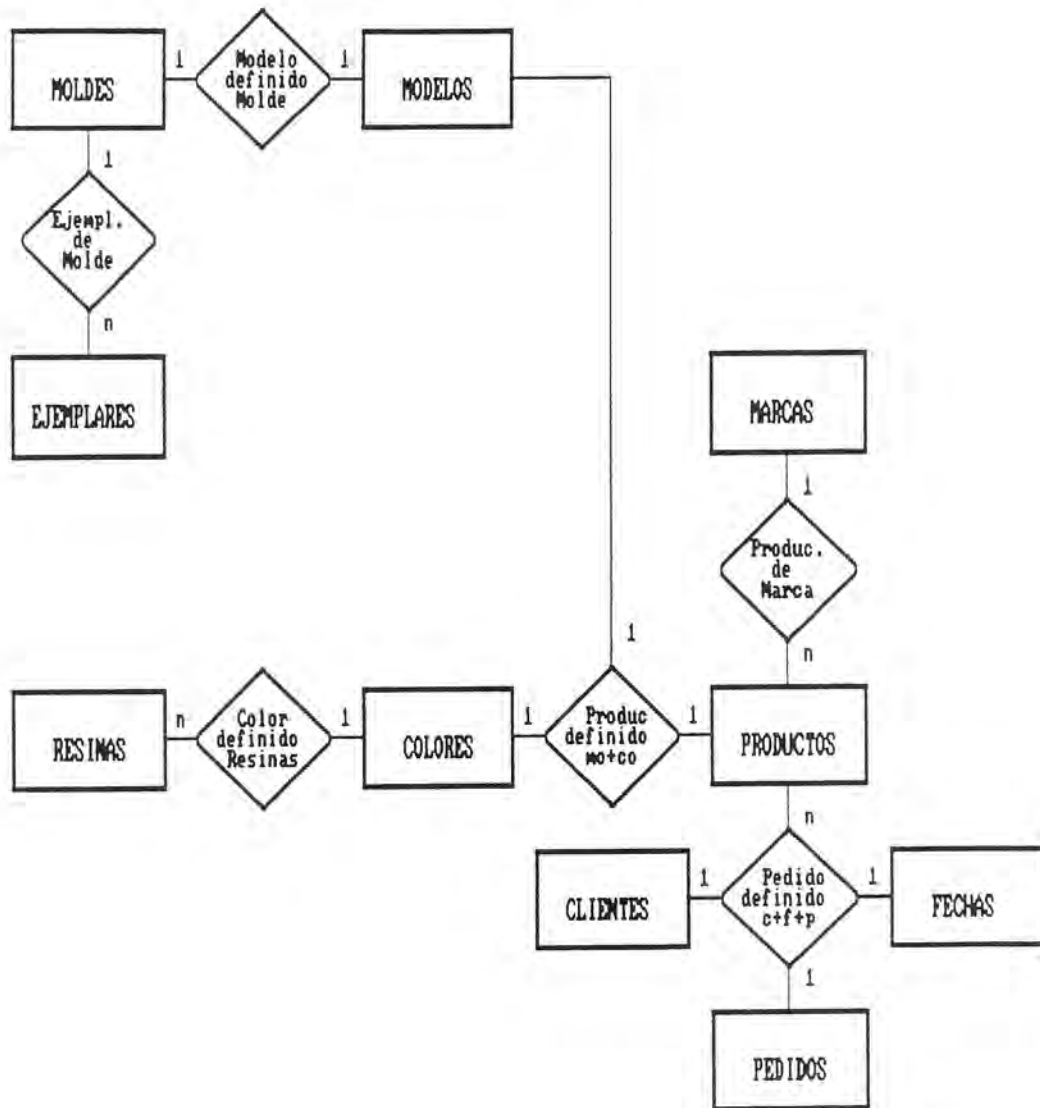 MOLDES
1
Modelo
definido
Molde
1
MODELOS
1
Ejempl.
de
Molde
n
EJEMPLARES
MARCAS
1
Produc.
de
Marca
n
1
RESINAS
n
Color
definido
Resinas
1
COLORES
1
Produc
definido
mo+co
1
PRODUCTOS
n
CLIENTES
1
Pedido
definido
c+f+p
1
FECHAS
1
PEDIDOS